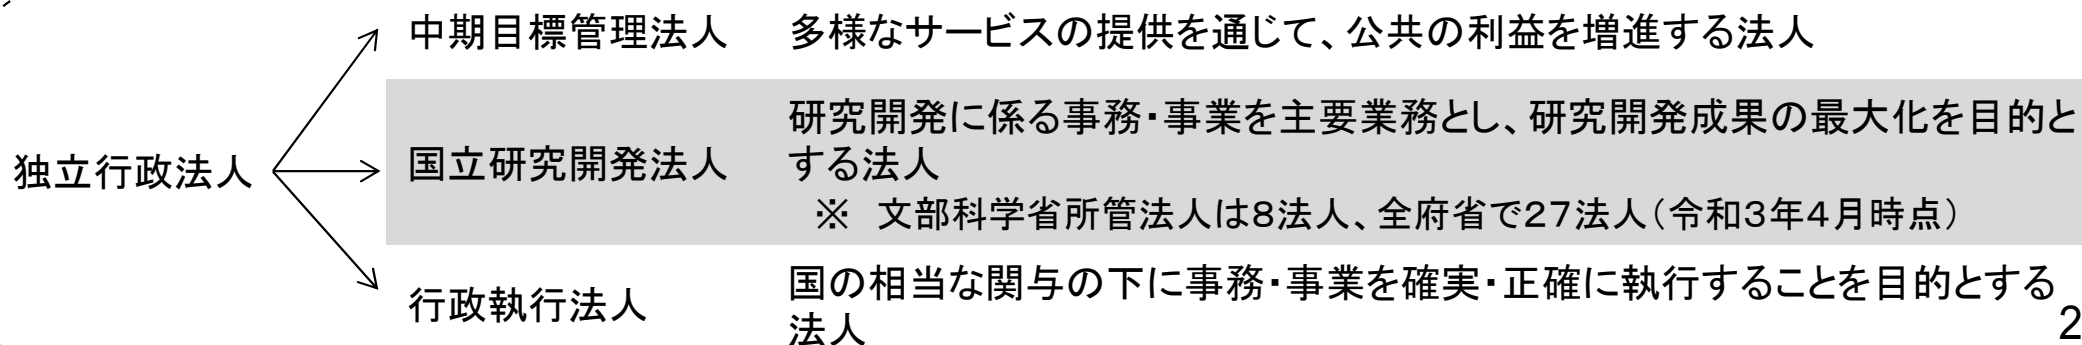 中期目標管理法人 多様なサービスの提供を通じて、公共の利益を増進する法人
独立行政法人
国立研究開発法人
研究開発に係る事務・事業を主要業務とし、研究開発成果の最大化を目的と
する法人
※ 文部科学省所管法人は8法人、全府省で27法人(令和3年4月時点)
行政執行法人
国の相当な関与の下に事務・事業を確実・正確に執行することを目的とする
法人
2